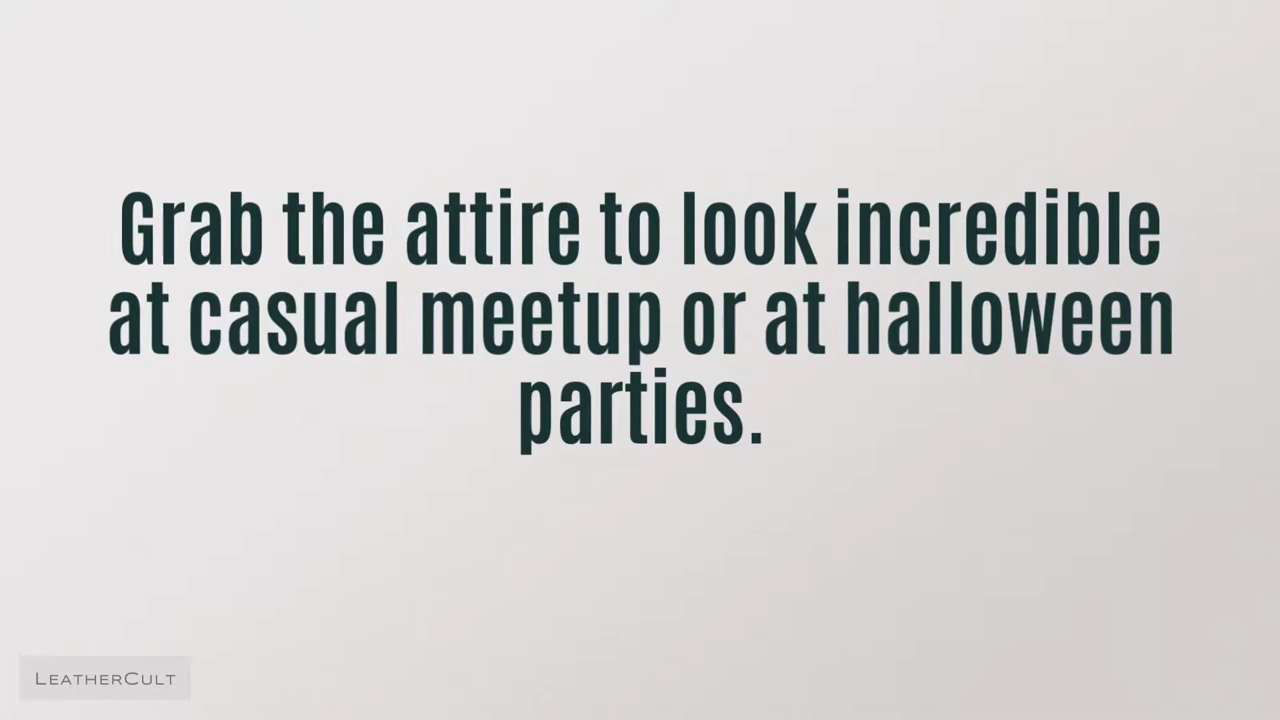 Grab the attire to look incredible
at casual meetup or at halloween
parties.
LEATHERCULT